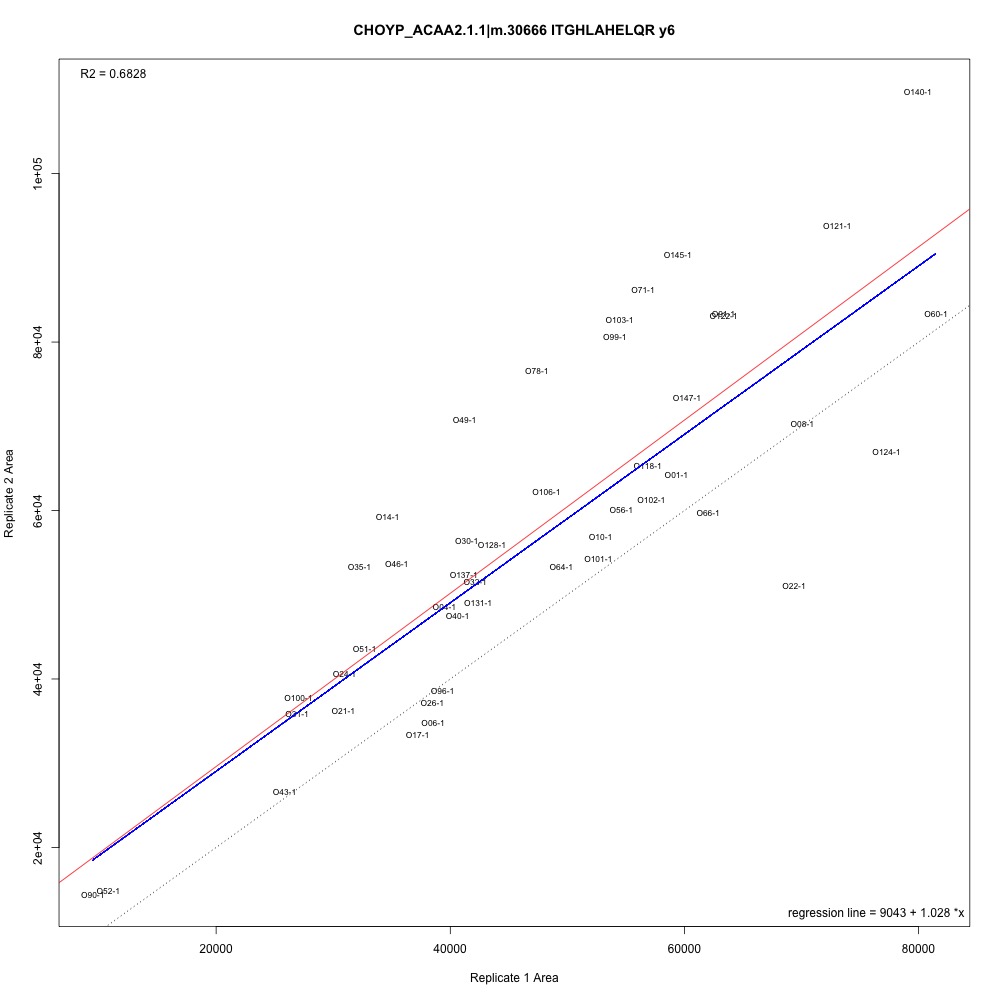 CHOYP_ACAA2.1.1|m.30666 ITGHLAHELQR y6
R2 = 0.6828
O140-1
1e+05
O121-1
O145-1
O71-1
O103-1
O122-1
O60-1
8e+04
O99-1
O78-1
O147-1
O49-1
O08-1
O124-1
O118-1
O01-1
O106-1
O102-1
6e+04
O56-1
O66-1
O14-1
O30-1
O128-1
O10-1
O101-1
O46-1
O35-1
O64-1
O137-1
O22-1
O131-1
O40-1
O51-1
O24-1
4e+04
O96-1
O100-1
O26-1
O21-1
O06-1
O17-1
O43-1
2e+04
O52-1
O90-1
regression line = 9043 + 1.028 *x
20000
40000
60000
80000
Replicate 1 Area
Replicate 2 Area